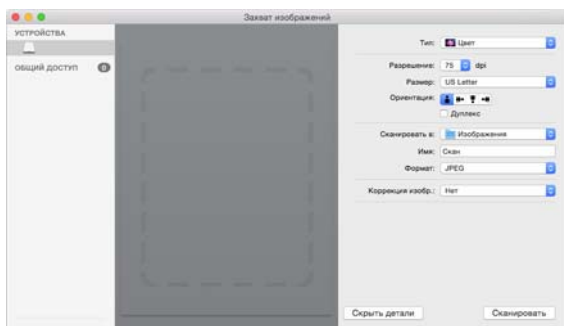 Захват изображений
УСТРОЙСТВА
ОБЩИЙ ДОСТУП 0
Тип: Цвет
Разрешение: 75 dpi
Размер: US Letter
Ориентация:
Дуплекс
Сканировать в: Изображения
Имя: Скан
Формат: JPEG
Коррекция изобр.: Нет
Скрыть детали Сканировать